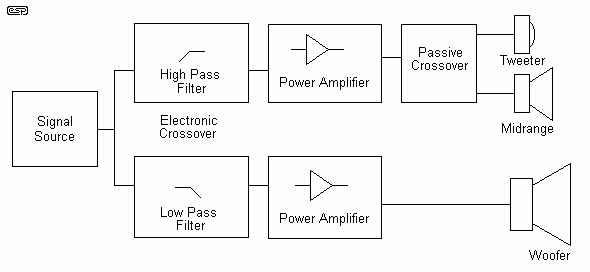 esp
High Pass
Filter
Power Amplifier
Passive
Crossover
Tweeter
Midrange
Signal
Source
Electronic
Crossover
Low Pass
Filter
Power Amplifier
Woofer